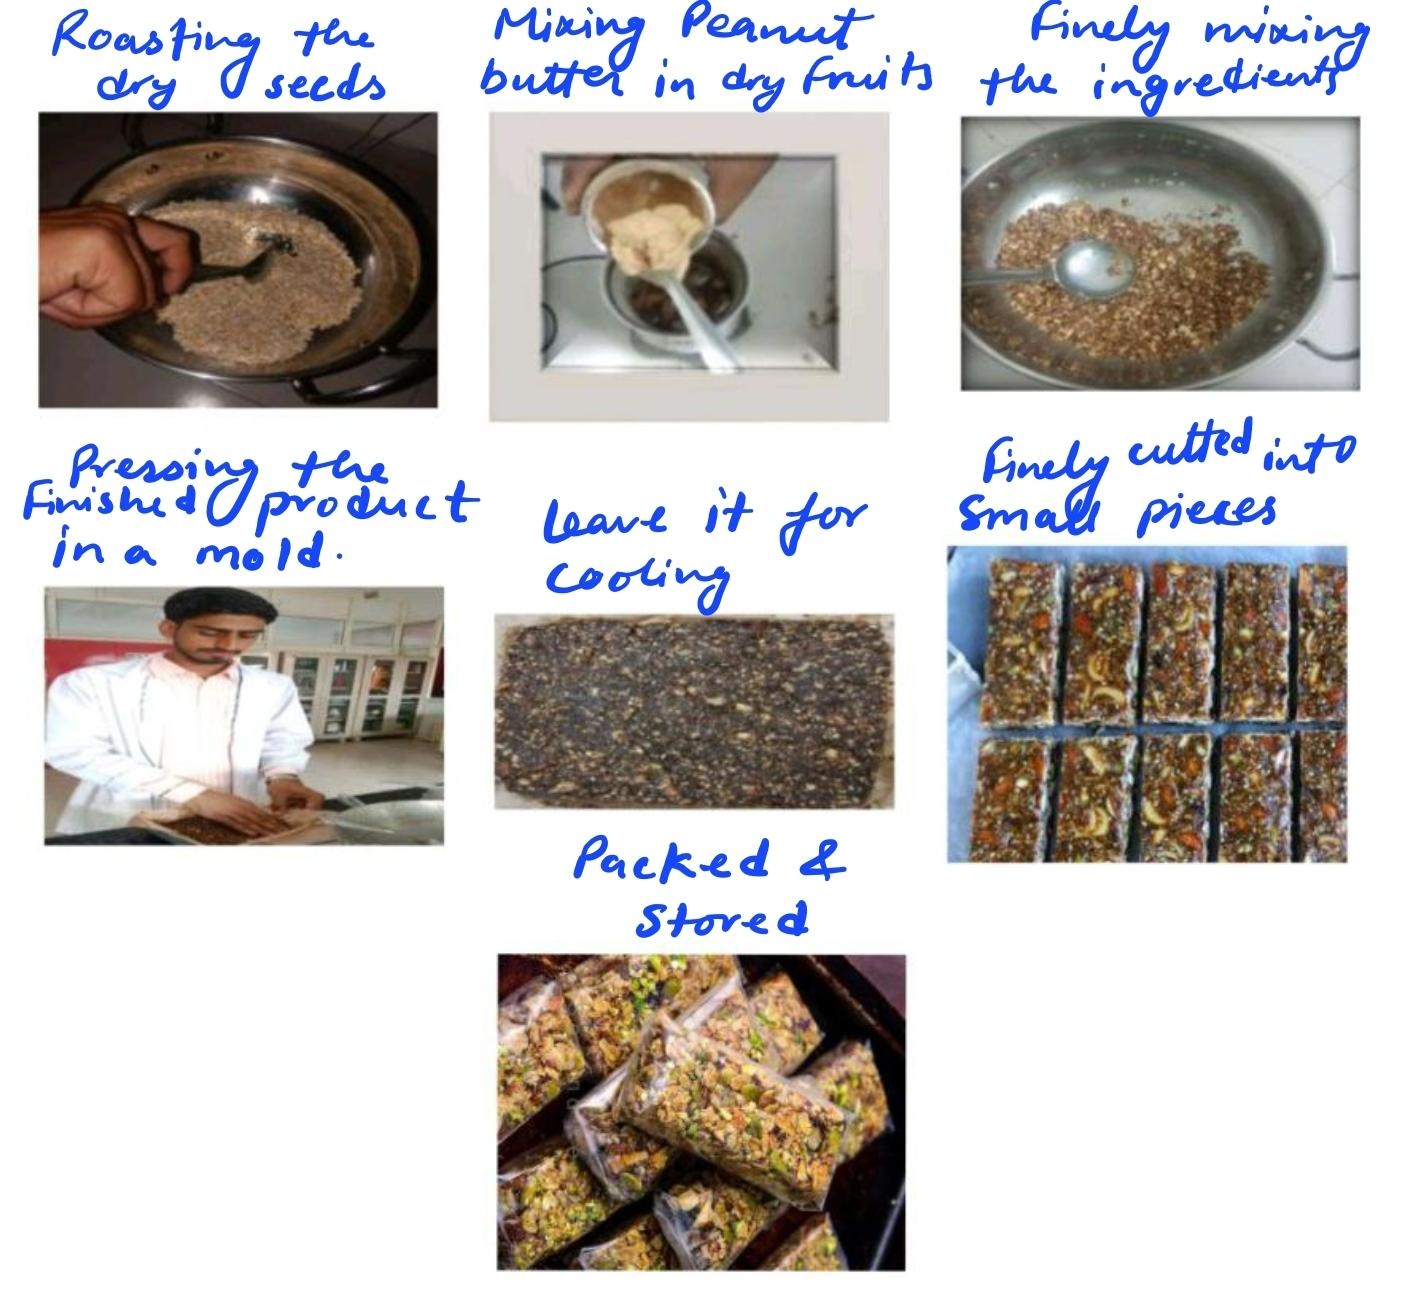 Roasting the
dry seeds
Mixing Peanut
butter in dry fruits
Finely mixing
the ingredients
Pressing the
Finished product
in a mold.
Leave it for
cooling
Finely cutted into
Small pieces
Packed &
Stored